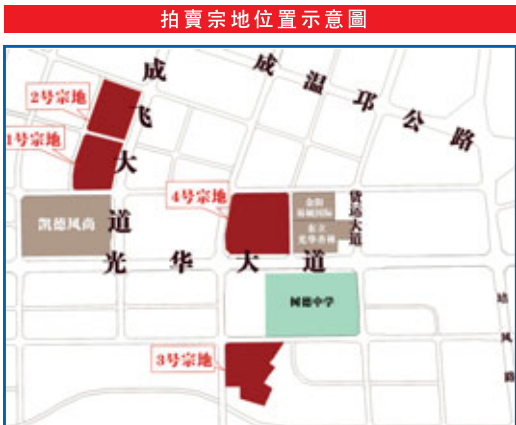 拍賣宗地位置示意圖
成温邛公路
成飞大道
2号宗地
1号宗地
4号宗地
凯德风尚
货运大道
光华大道
树德中学
3号宗地